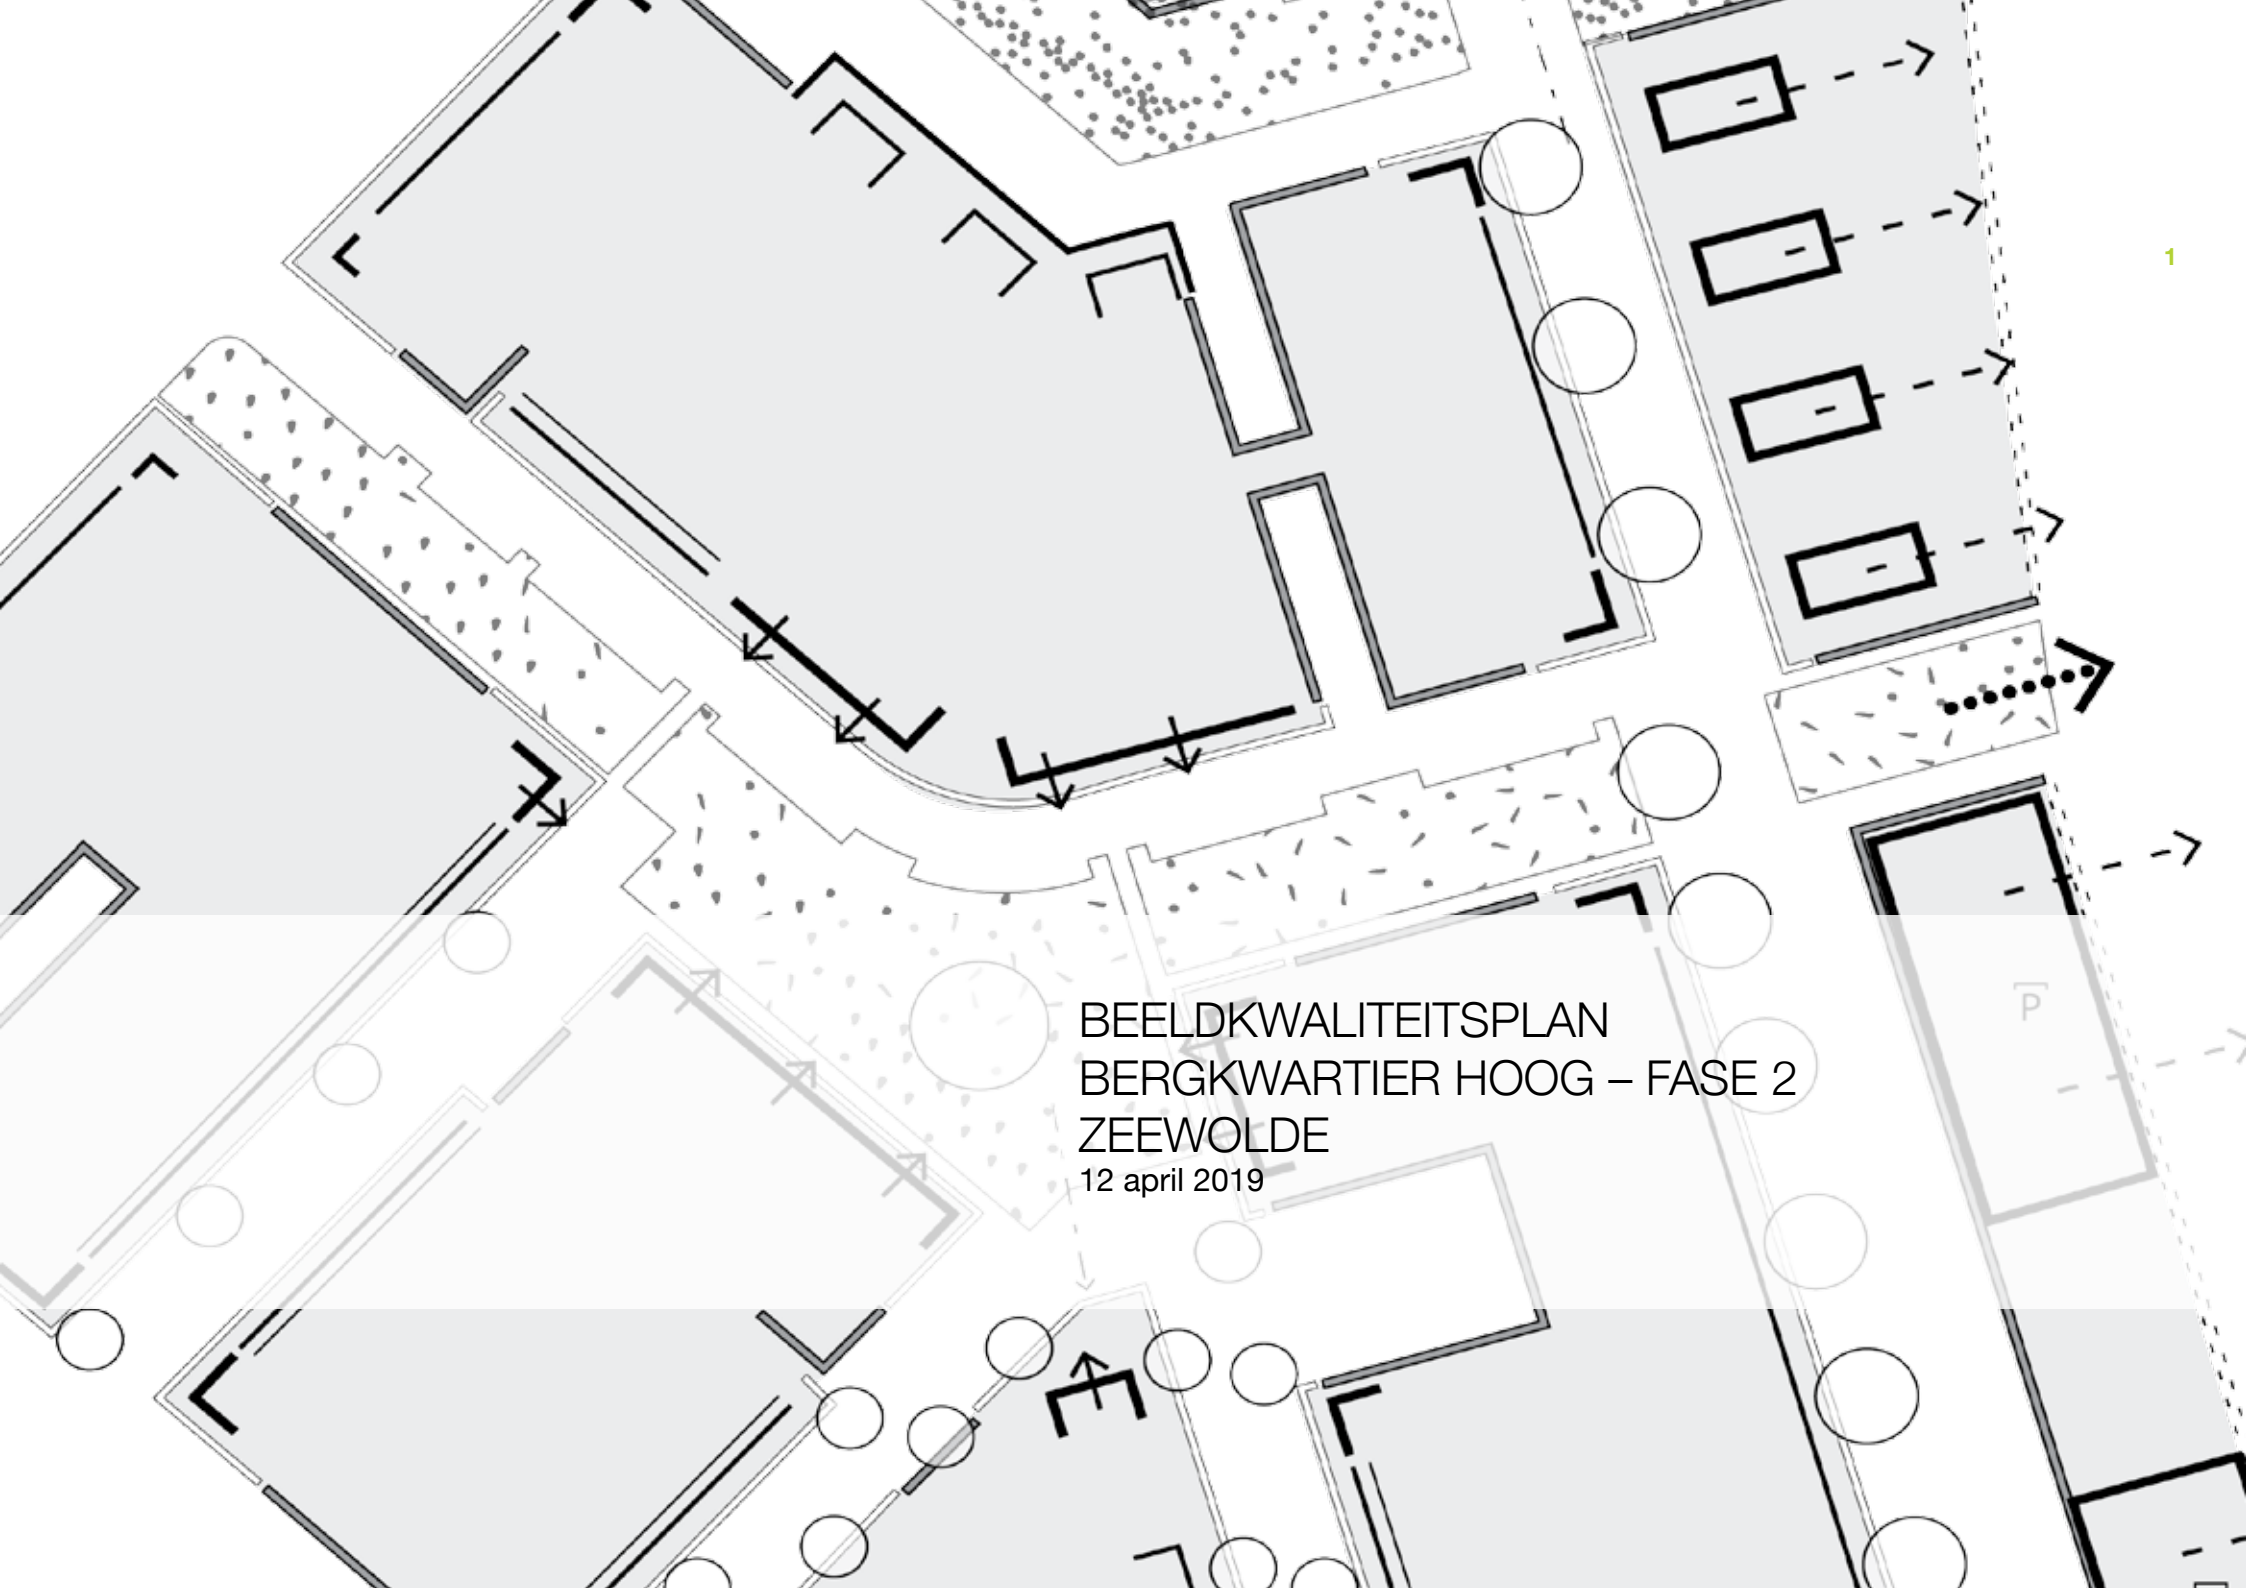 1
BEELDKWALITEITSPLAN
BERGKWARTIER HOOG – FASE 2
ZEEWOLDE
12 april 2019
P